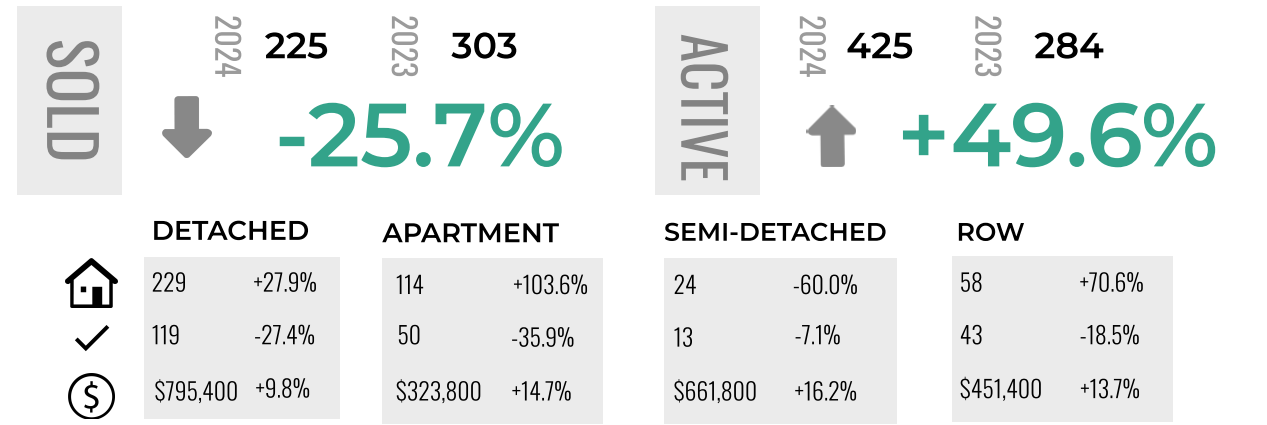 SOLD
2024 225 2023 303
-25.7%
ACTIVE
2024 425 2023 284
+49.6%
DETACHED
229 +27.9%
119 -27.4%
$795,400 +9.8%
APARTMENT
114 +103.6%
50 -35.9%
$323,800 +14.7%
SEMI-DETACHED
24 -60.0%
13 -7.1%
$661,800 +16.2%
ROW
58 +70.6%
43 -18.5%
$451,400 +13.7%